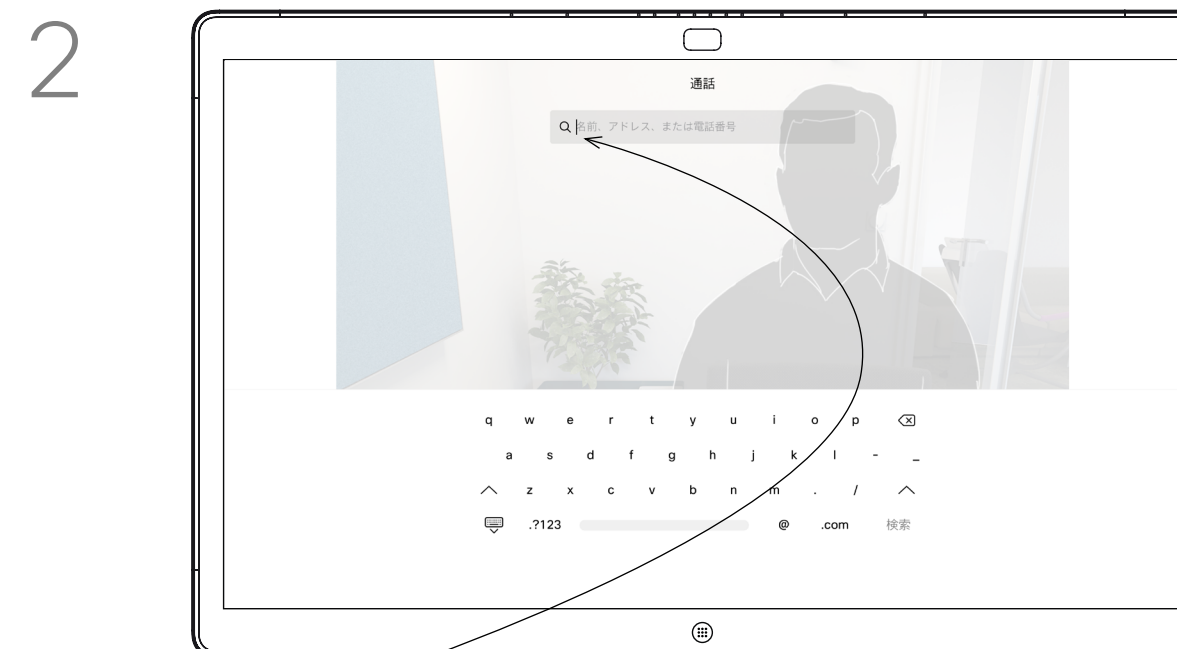 2
通話
名前、アドレス、または電話番号
q w e r t y u i o p
a s d f g h j k l - _
z x c v b n m . /
.?123 @ .com 検索